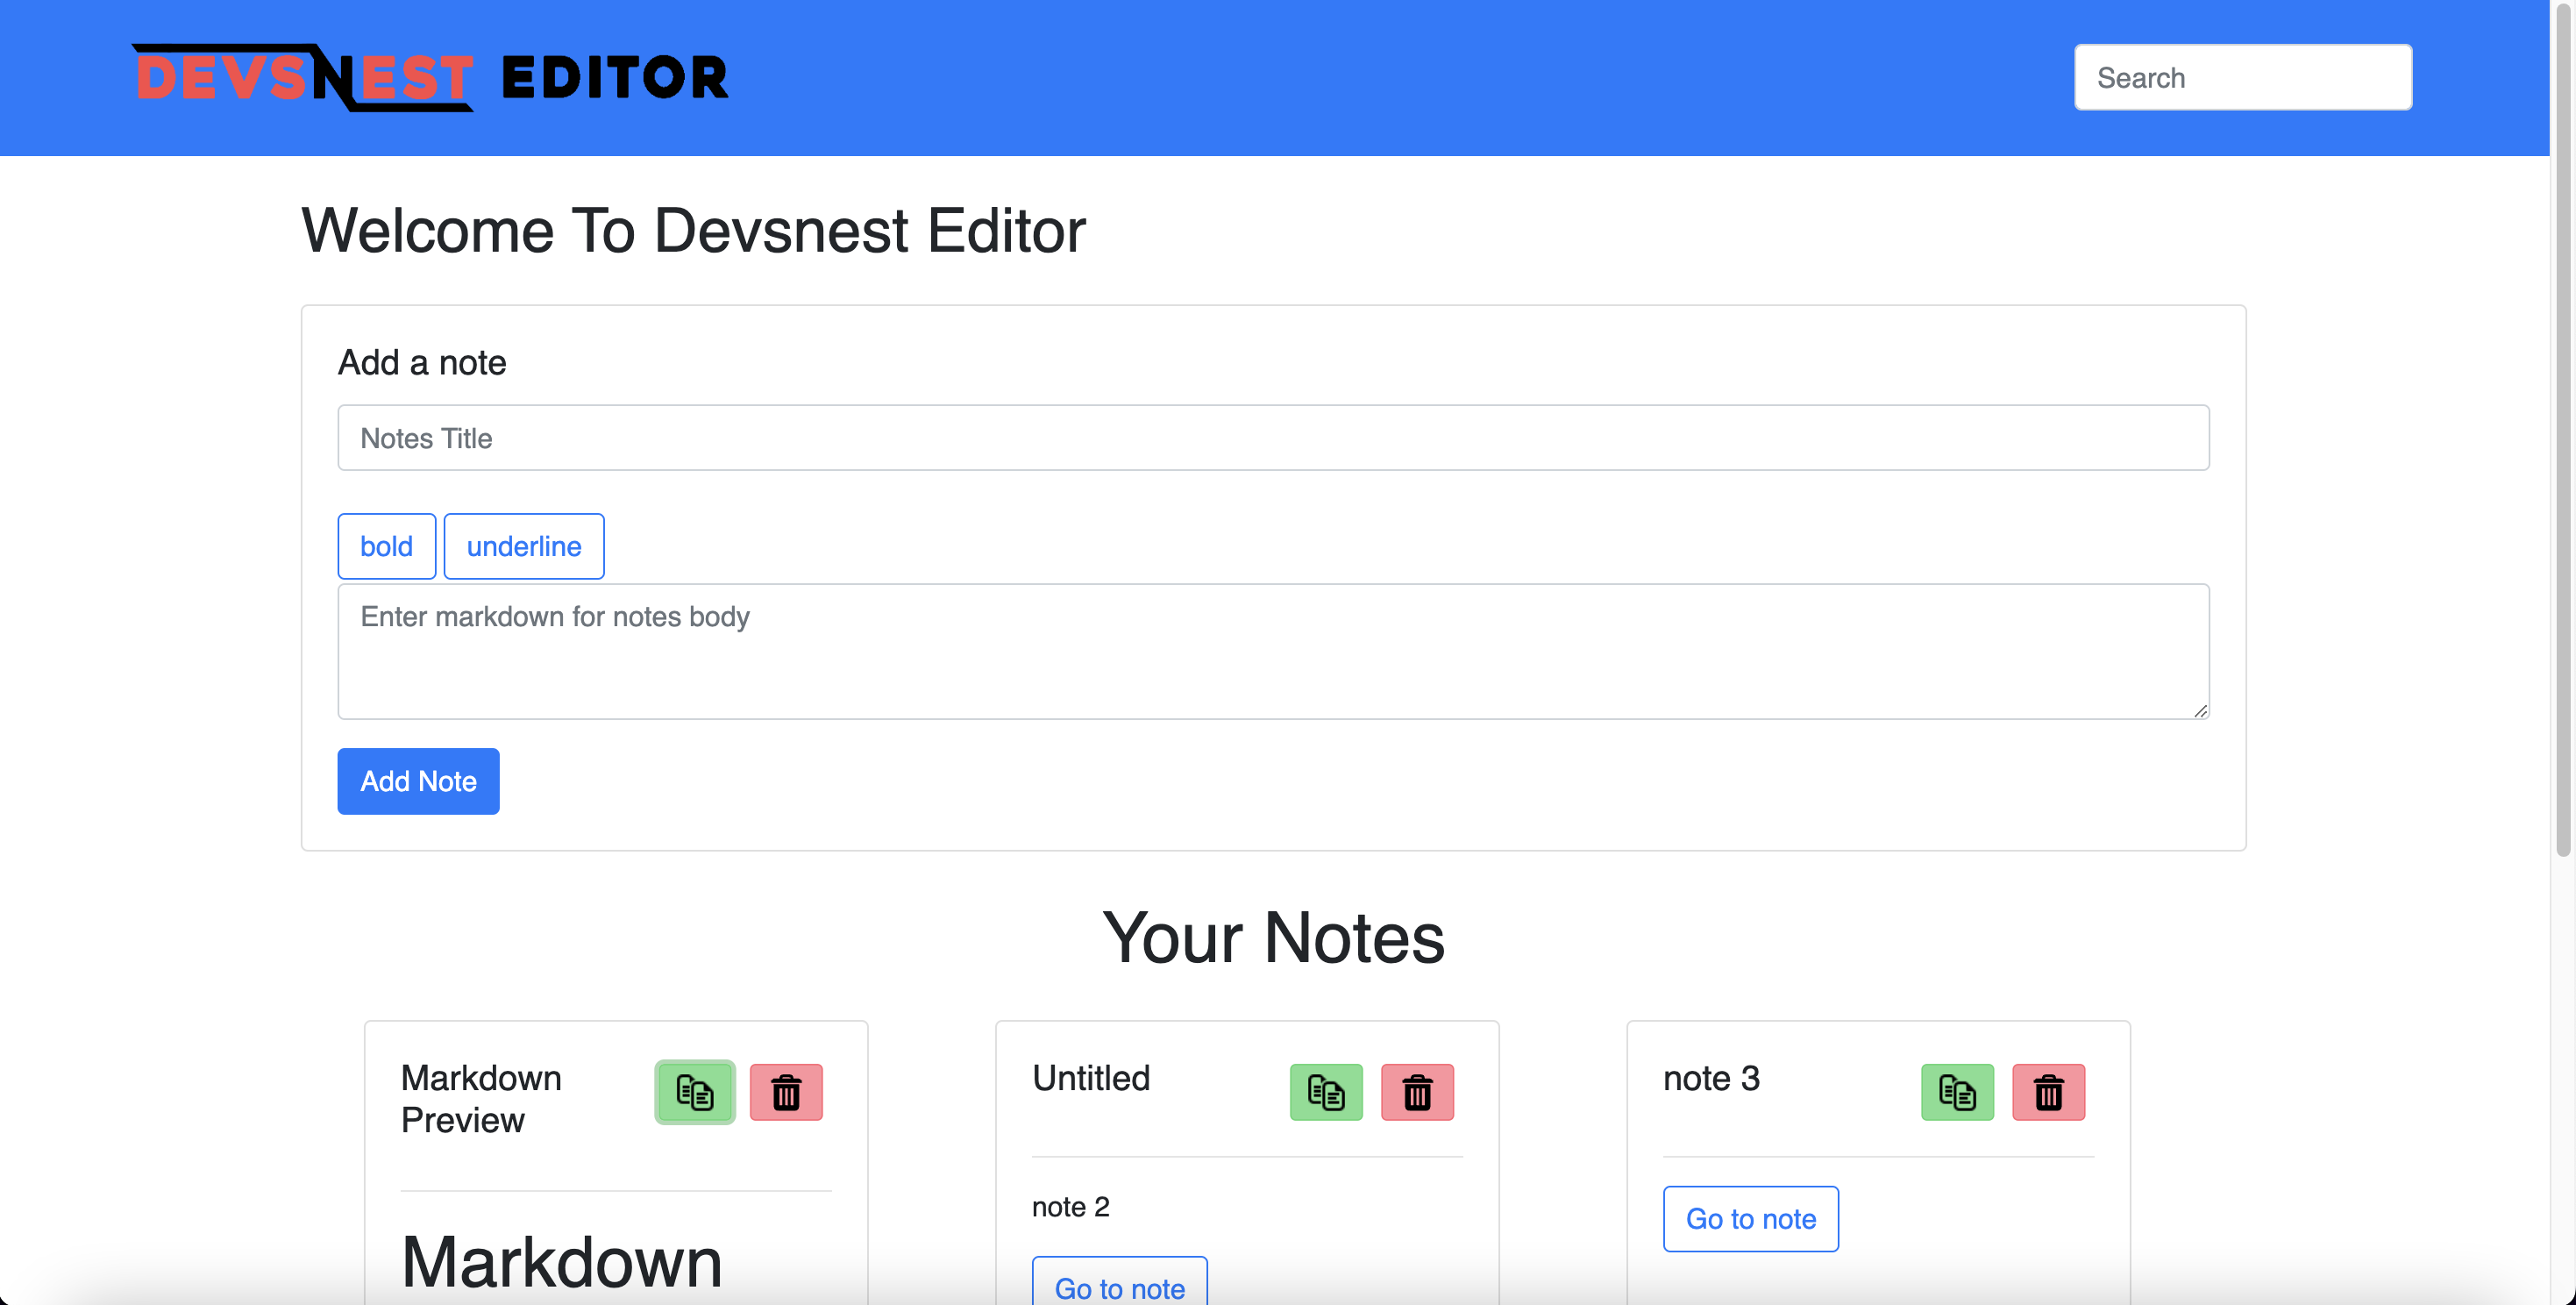 DEVSNEST EDITOR
Search
Welcome To Devsnest Editor
Add a note
Notes Title
bold underline
Enter markdown for notes body
Add Note
Your Notes
Markdown
Preview
Markdown
Untitled
note 2
Go to note
note 3
Go to note